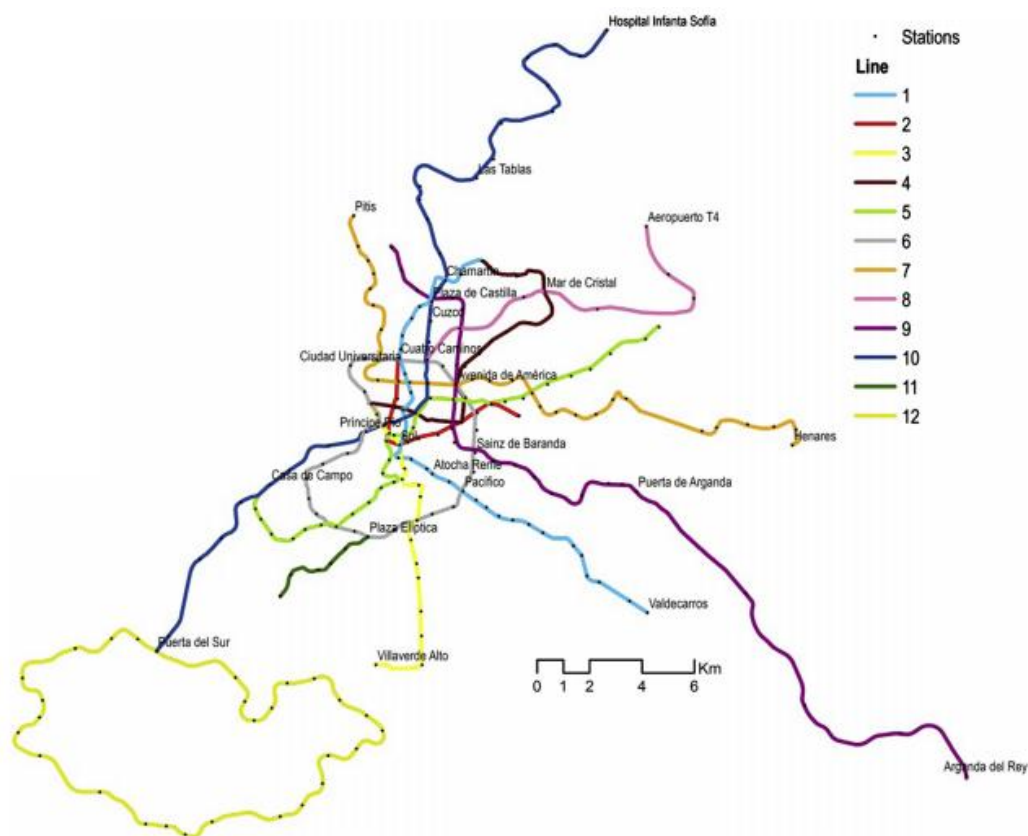 Hospital Infanta Sofía
Stations
Line
1
2
3
4
5
6
7
8
9
10
11
12
Las Tablas
Pitis
Aeropuerto T4
Chamartín
Mar de Cristal
Plaza de Castilla
Cuzco
Cuatro Caminos
Ciudad Universitaria
Avenida de América
Príncipe Pío
Sol
Sainz de Baranda
Henares
Atocha Renfe
Casa de Campo
Pacífico
Puerta de Arganda
Plaza Elíptica
Valdecarros
Puerta del Sur
Villaverde Alto
Km
0 1 2 4 6
Arganda del Rey